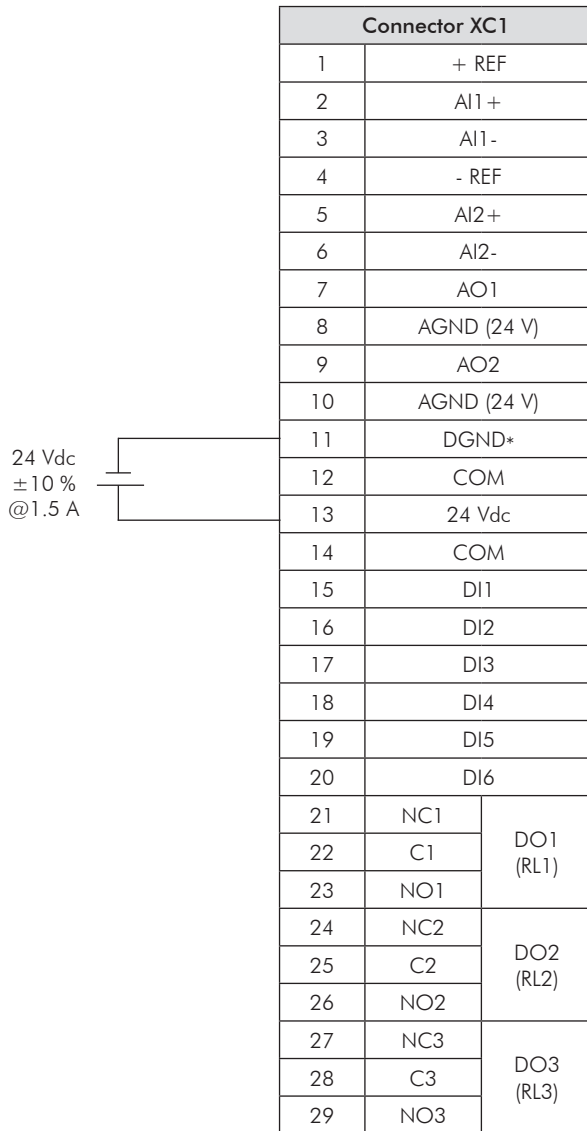 Connector XC1
1 + REF
2 AI1+
3 AI1-
4 - REF
5 AI2+
6 AI2-
7 AO1
8 AGND (24 V)
9 AO2
10 AGND (24 V)
11 DGND*
12 COM
13 24 Vdc
14 COM
15 DI1
16 DI2
17 DI3
18 DI4
19 DI5
20 DI6
21 NC1
22 C1
23 NO1
DO1
(RL1)
24 NC2
25 C2
26 NO2
DO2
(RL2)
27 NC3
28 C3
29 NO3
DO3
(RL3)
24 Vdc
±10 %
@1.5 A